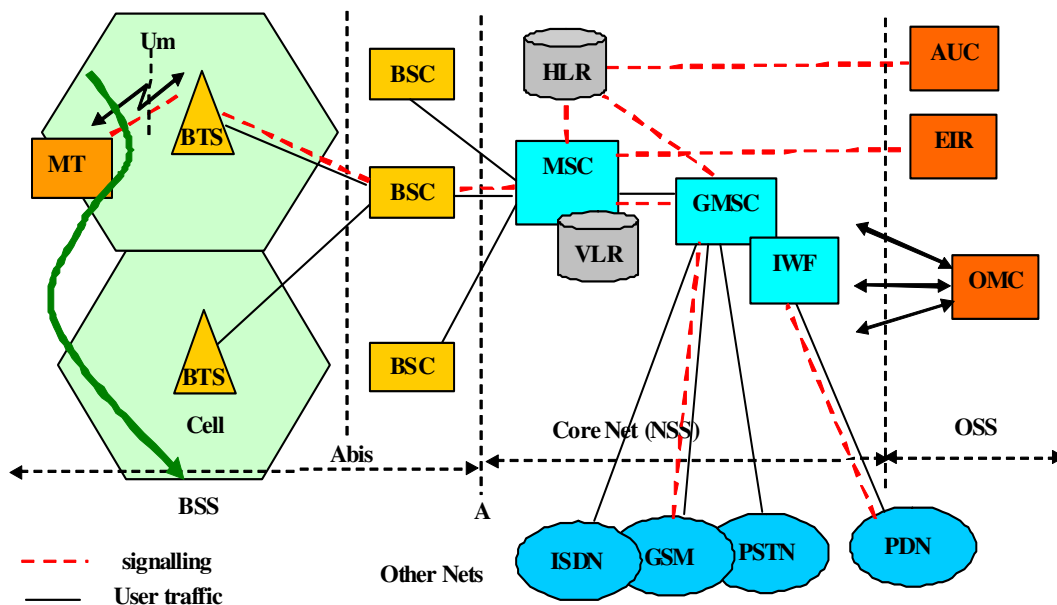 Um
BSC
HLR
AUC
BTS
MT
EIR
MSC
BSC
GMSC
VLR
IWF
OMC
BSC
BTS
Cell
Core Net (NSS)
OSS
Abis
BSS
A
ISDN
GSM
PSTN
PDN
signalling
Other Nets
User traffic